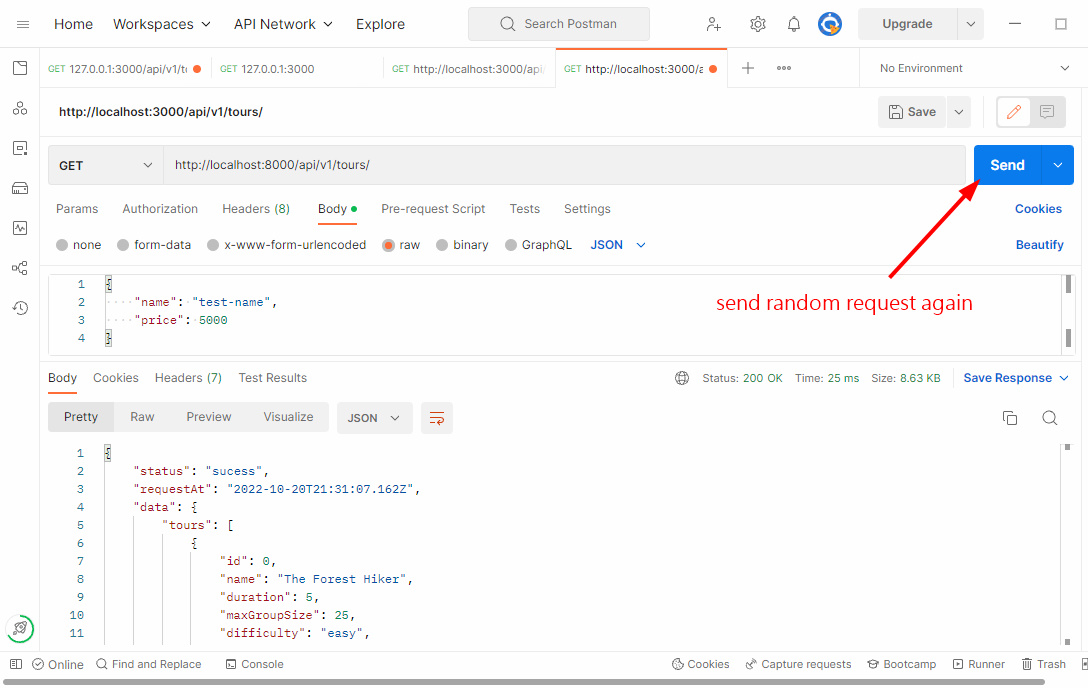 Home Workspaces API Network Explore Search Postman Upgrade
GET 127.0.0.1:3000/api/v1/t GET 127.0.0.1:3000 GET http://localhost:3000/api GET http://localhost:3000/a No Environment
http://localhost:3000/api/v1/tours/ Save
GET http://localhost:8000/api/v1/tours/ Send
Params Authorization Headers (8) Body Pre-request Script Tests Settings Cookies
none form-data x-www-form-urlencoded raw binary GraphQL JSON Beautify
1 {
2 "name": "test-name",
3 "price": 5000
4 }
send random request again
Body Cookies Headers (7) Test Results Status: 200 OK Time: 25 ms Size: 8.63 KB Save Response
Pretty Raw Preview Visualize JSON
1 {
2 "status": "sucess",
3 "requestAt": "2022-10-20T21:31:07.162Z",
4 "data": {
5 "tours": [
6 {
7 "id": 0,
8 "name": "The Forest Hiker",
9 "duration": 5,
10 "maxGroupSize": 25,
11 "difficulty": "easy",
Online Find and Replace Console Cookies Capture requests Bootcamp Runner Trash